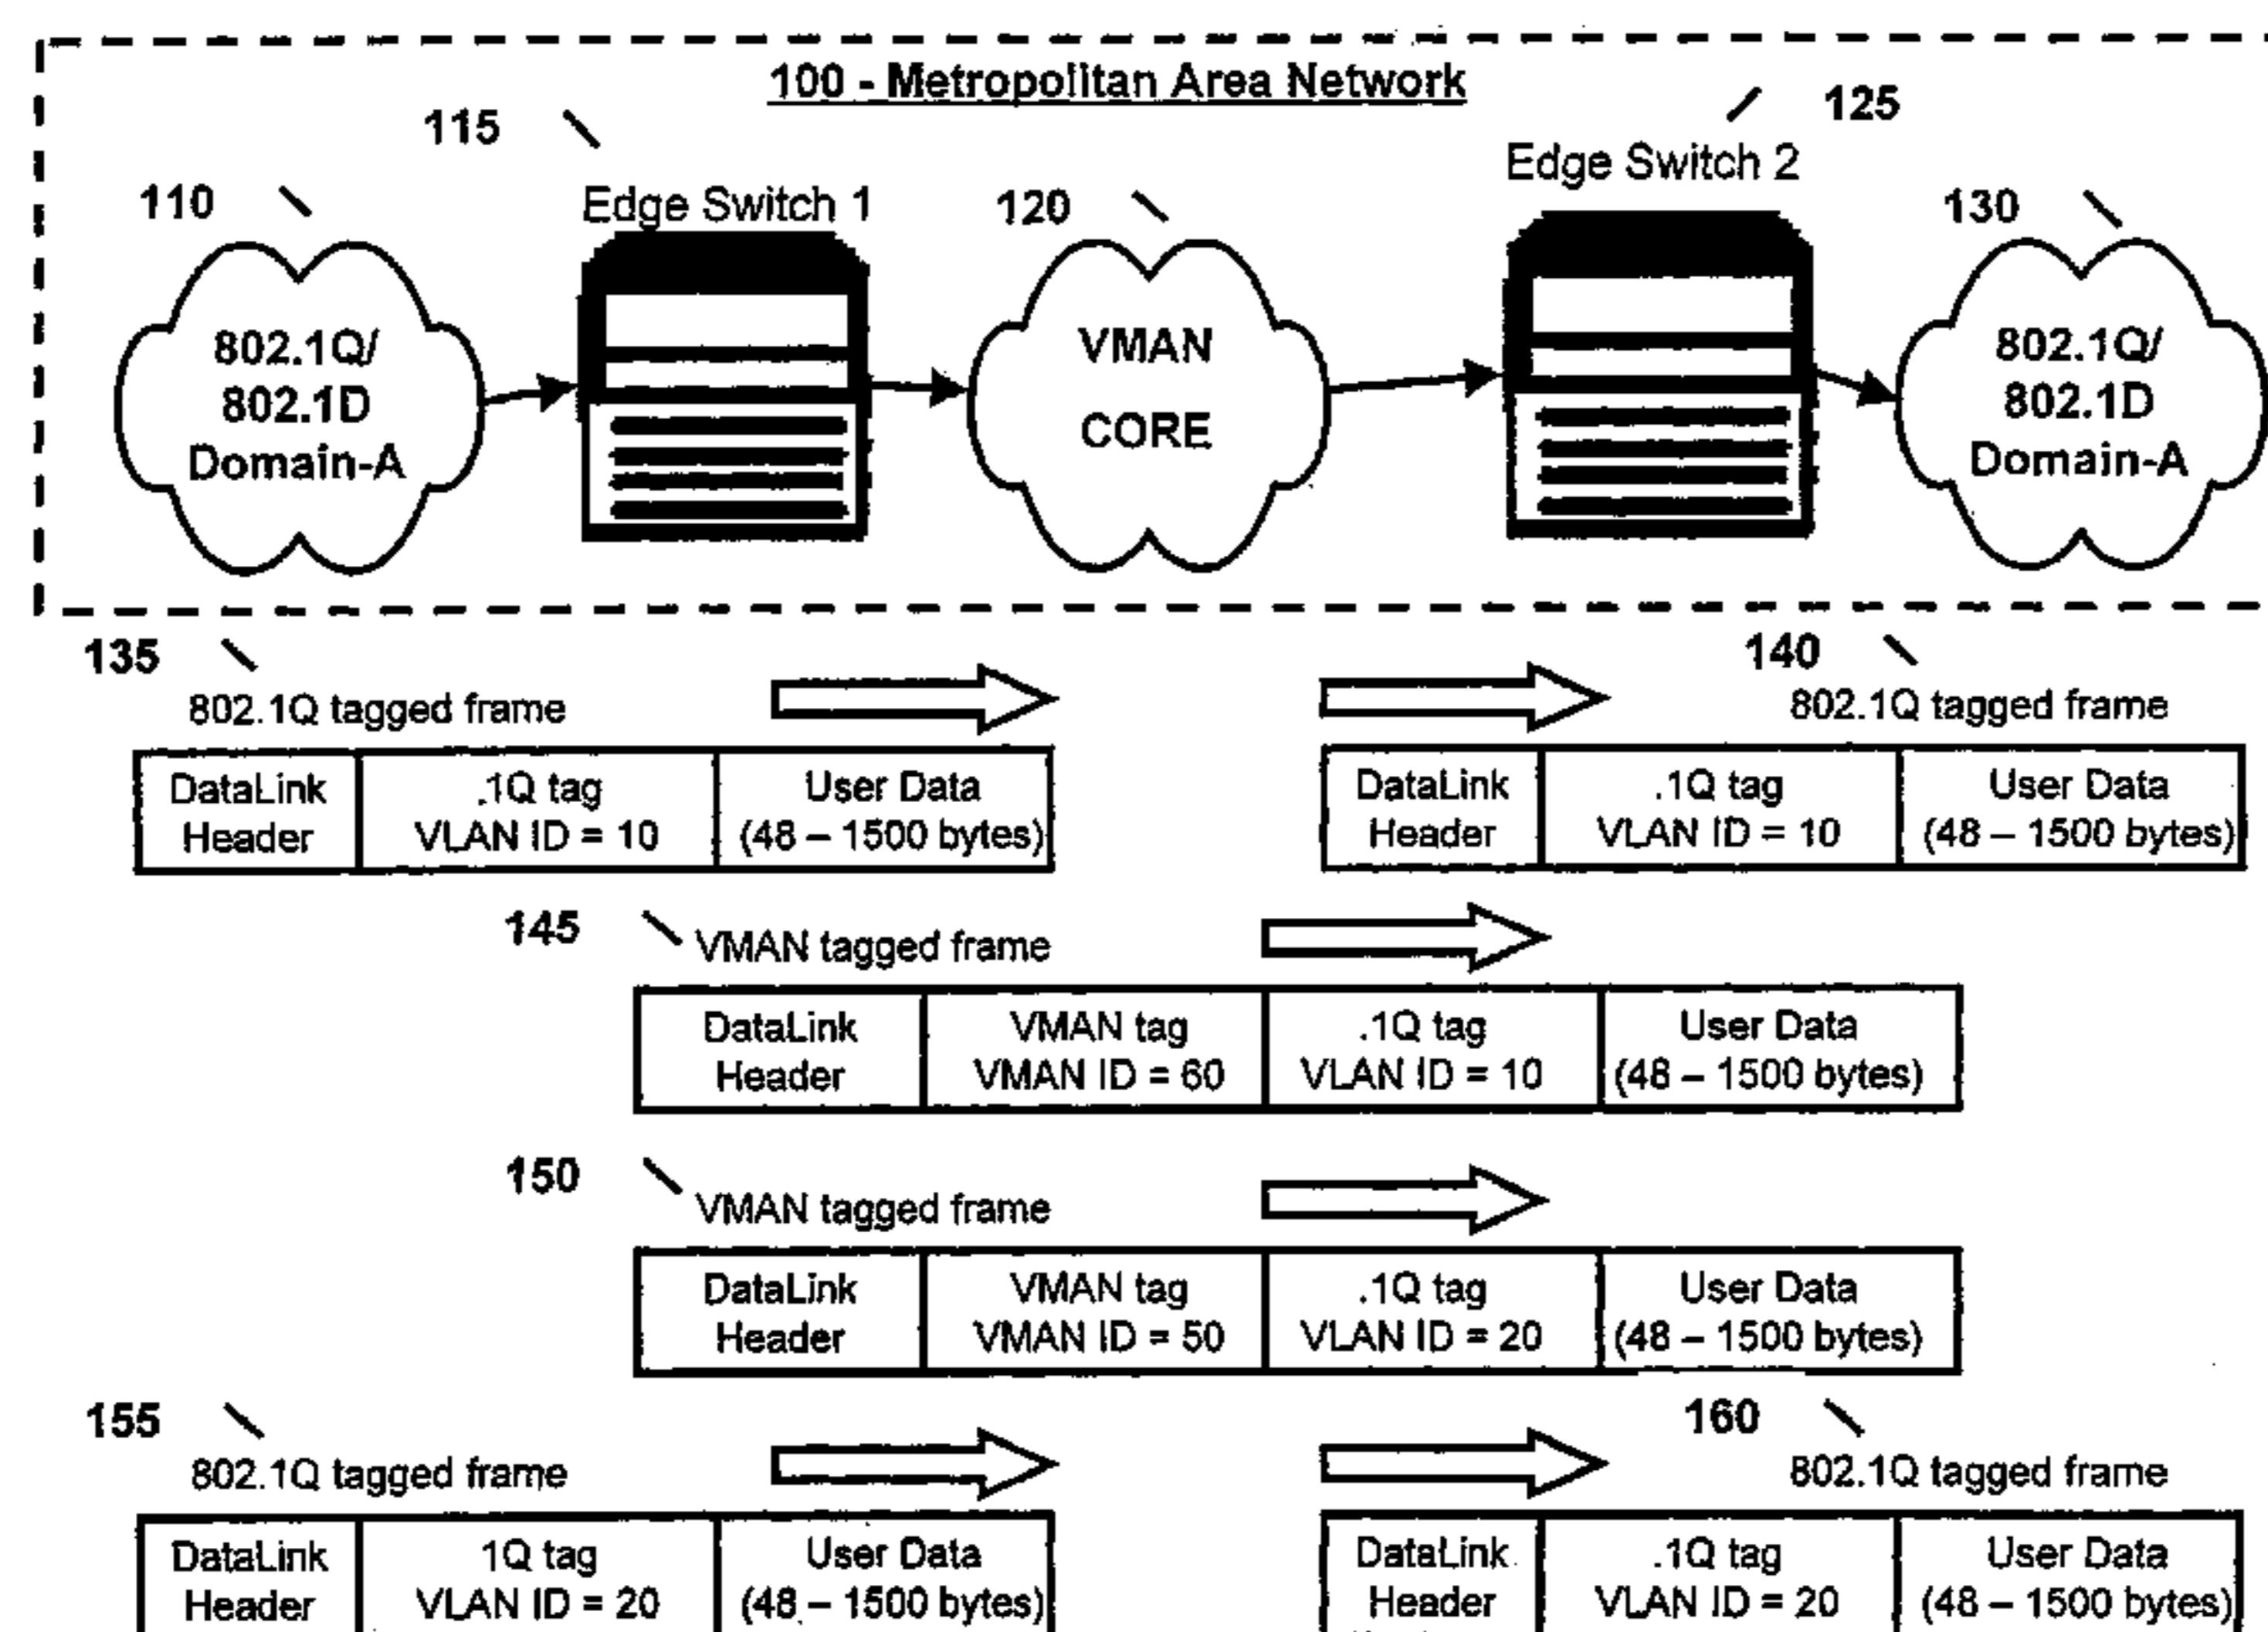 100 - Metropolitan Area Network
115
125
Edge Switch 2
110
Edge Switch 1
120
130
802.1Q/
802.1D
Domain-A
VMAN
CORE
802.1Q/
802.1D
Domain-A
135
140
802.1Q tagged frame
802.1Q tagged frame
DataLink
Header
.1Q tag
VLAN ID = 10
User Data
(48 – 1500 bytes)
DataLink
Header
.1Q tag
VLAN ID = 10
User Data
(48 – 1500 bytes)
145
VMAN tagged frame
DataLink
Header
VMAN tag
VMAN ID = 60
.1Q tag
VLAN ID = 10
User Data
(48 – 1500 bytes)
150
VMAN tagged frame
DataLink
Header
VMAN tag
VMAN ID = 50
.1Q tag
VLAN ID = 20
User Data
(48 – 1500 bytes)
155
160
802.1Q tagged frame
802.1Q tagged frame
DataLink
Header
1Q tag
VLAN ID = 20
User Data
(48 – 1500 bytes)
DataLink
Header
.1Q tag
VLAN ID = 20
User Data
(48 – 1500 bytes)